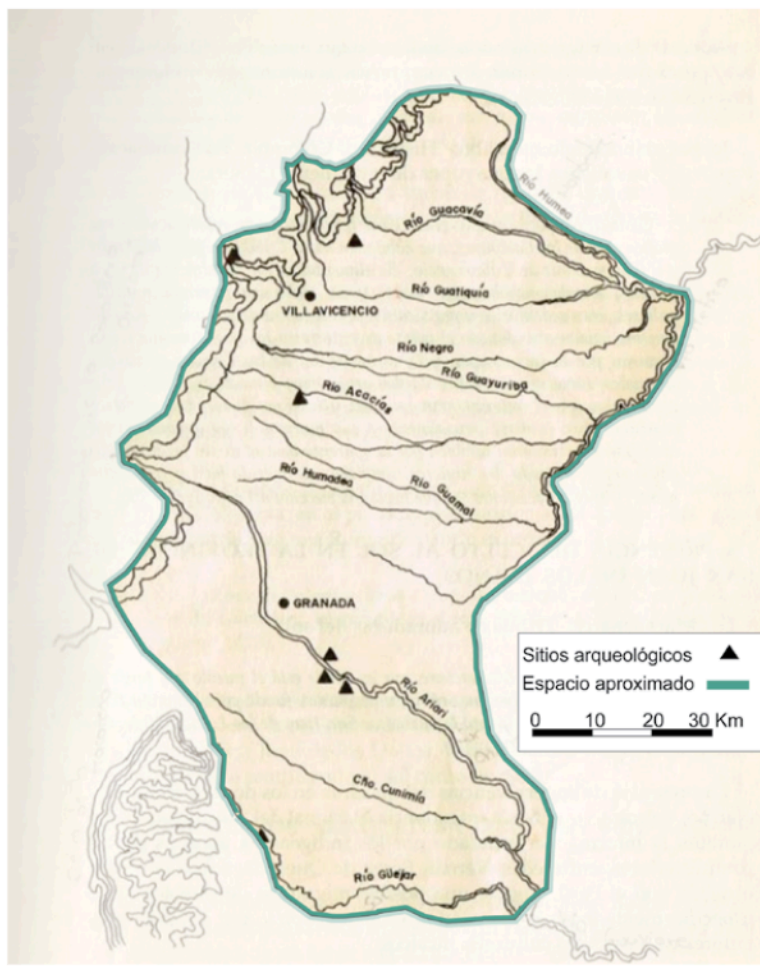 Río Humea
Río Guacavía
Río Guatiquía
VILLAVICENCIO
Río Negro
Río Guayuriba
Río Acacías
Río Humadea
Río Guamal
GRANADA
Sitios arqueológicos
Espacio aproximado
0 10 20 30 Km
Río Ariari
Cño. Cunimía
Río Güejar